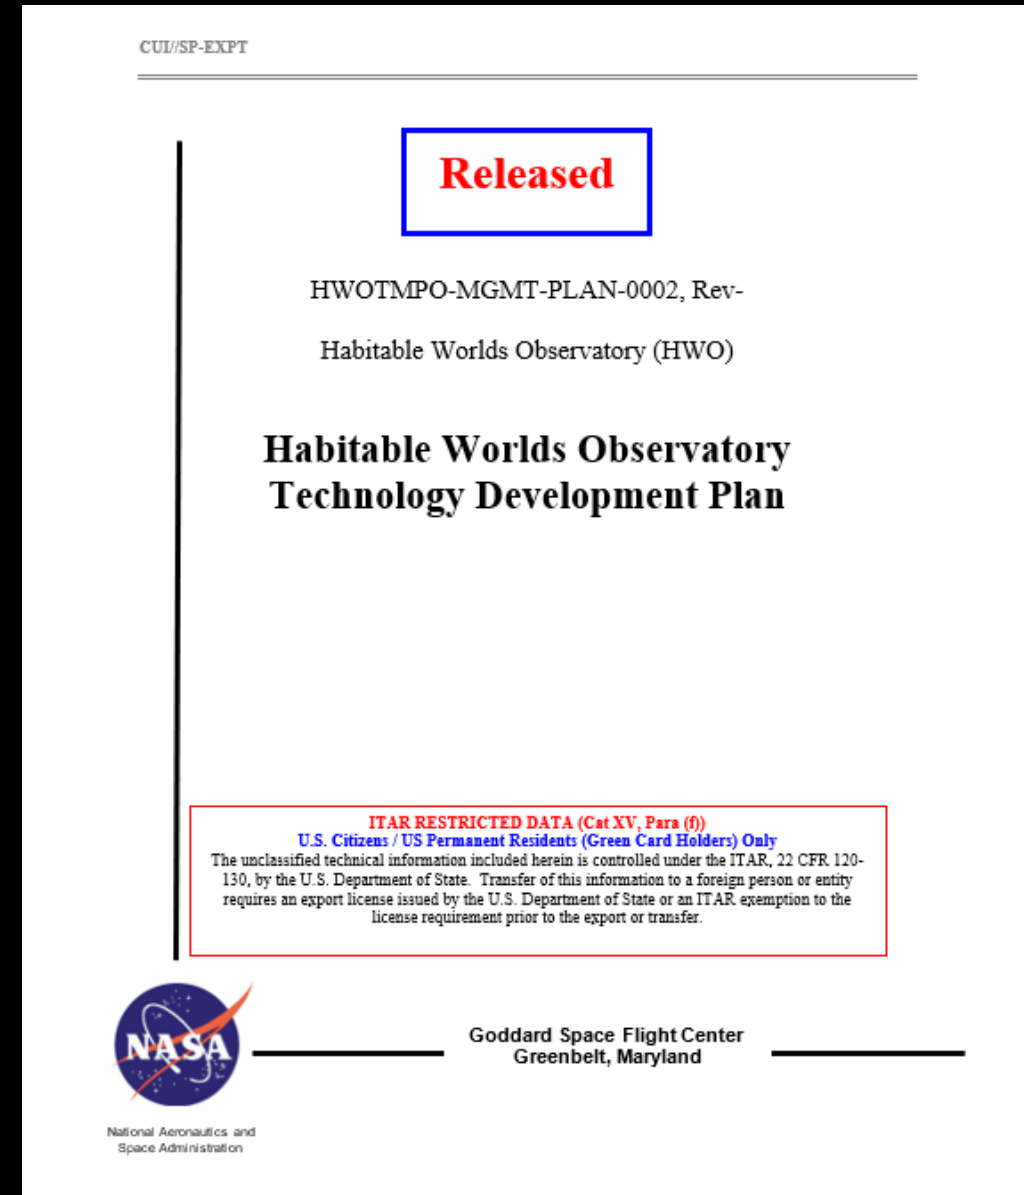 CUI//SP-EXPT
Released
HWOTMPO-MGMT-PLAN-0002, Rev-
Habitable Worlds Observatory (HWO)
Habitable Worlds Observatory
Technology Development Plan
ITAR RESTRICTED DATA (Cat XV, Para (f))
U.S. Citizens / US Permanent Residents (Green Card Holders) Only
The unclassified technical information included herein is controlled under the ITAR, 22 CFR 120-
130, by the U.S. Department of State.  Transfer of this information to a foreign person or entity
requires an export license issued by the U.S. Department of State or an ITAR exemption to the
license requirement prior to the export or transfer.
NASA
Goddard Space Flight Center
Greenbelt, Maryland
National Aeronautics and
Space Administration